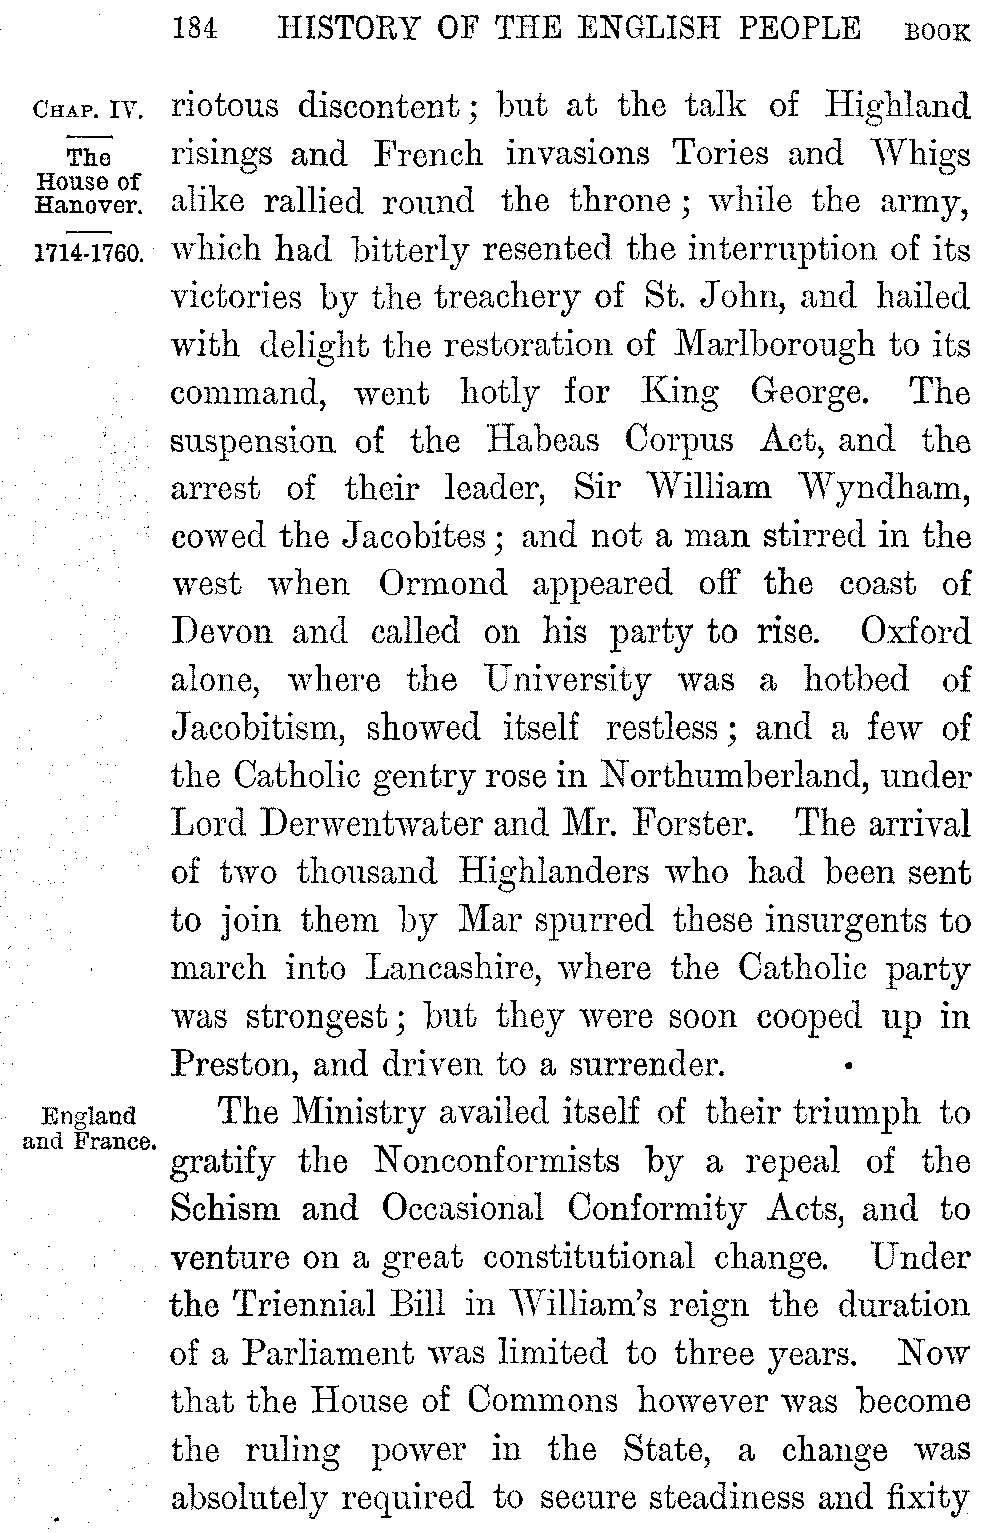 184 HISTORY OF THE ENGLISH PEOPLE BOOK
CHAP. IV.
The
House of
Hanover.
1714-1760.
riotous discontent; but at the talk of Highland
risings and French invasions Tories and Whigs
alike rallied round the throne; while the army,
which had bitterly resented the interruption of its
victories by the treachery of St. John, and hailed
with delight the restoration of Marlborough to its
command, went hotly for King George. The
suspension of the Habeas Corpus Act, and the
arrest of their leader, Sir William Wyndham,
cowed the Jacobites; and not a man stirred in the
west when Ormond appeared off the coast of
Devon and called on his party to rise. Oxford
alone, where the University was a hotbed of
Jacobitism, showed itself restless; and a few of
the Catholic gentry rose in Northumberland, under
Lord Derwentwater and Mr. Forster. The arrival
of two thousand Highlanders who had been sent
to join them by Mar spurred these insurgents to
march into Lancashire, where the Catholic party
was strongest; but they were soon cooped up in
Preston, and driven to a surrender.
England
and France.
The Ministry availed itself of their triumph to
gratify the Nonconformists by a repeal of the
Schism and Occasional Conformity Acts, and to
venture on a great constitutional change. Under
the Triennial Bill in William's reign the duration
of a Parliament was limited to three years. Now
that the House of Commons however was become
the ruling power in the State, a change was
absolutely required to secure steadiness and fixity